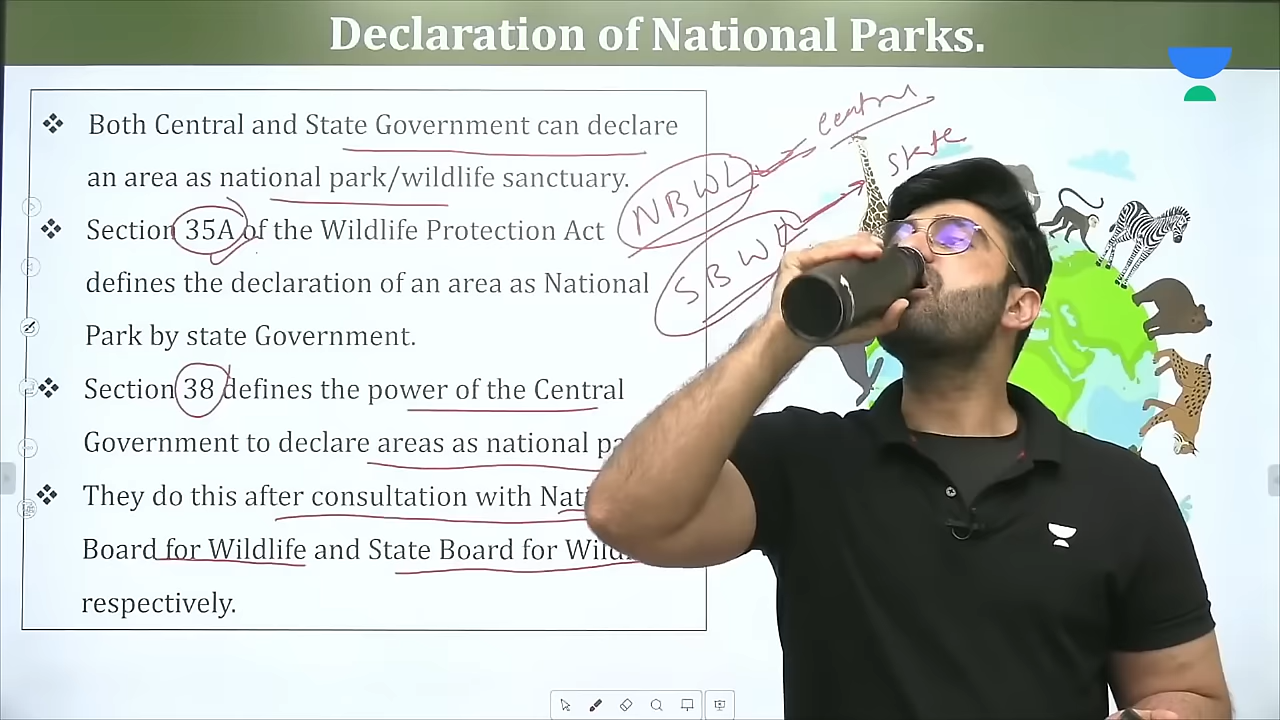 Declaration of National Parks.
❖ Both Central and State Government can declare
an area as national park/wildlife sanctuary.
❖ Section 35A of the Wildlife Protection Act
defines the declaration of an area as National
Park by state Government.
❖ Section 38 defines the power of the Central
Government to declare areas as national
❖ They do this after consultation with
Board for Wildlife and State Board for
respectively.
NBWL
SBWL
State